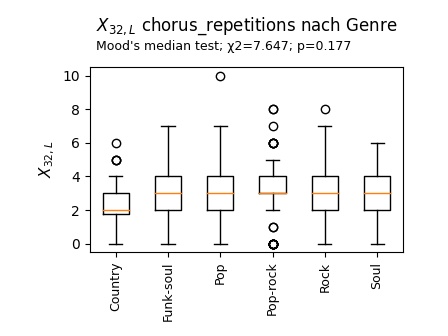 X32,L chorus_repetitions nach Genre
Mood's median test; χ2=7.647; p=0.177
X32,L
10
8
6
4
2
0
Country
Funk-soul
Pop
Pop-rock
Rock
Soul